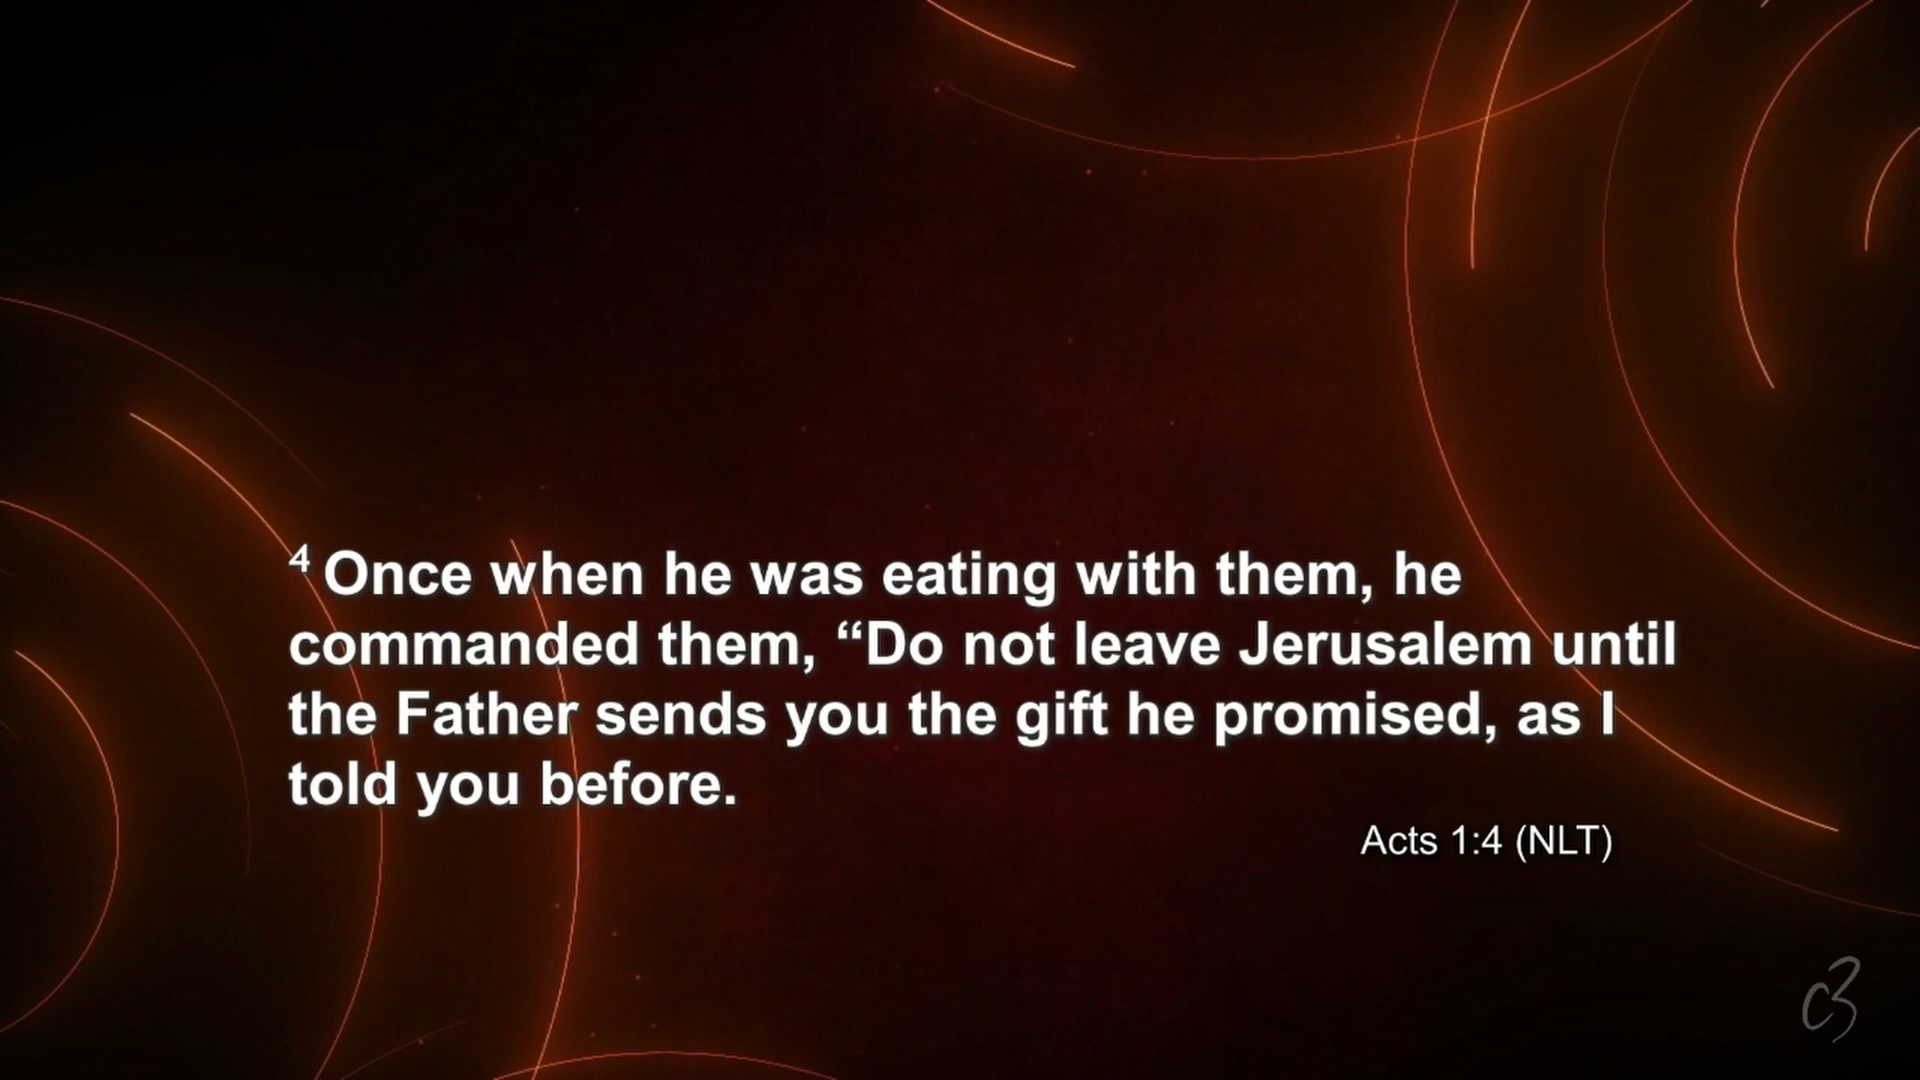 4 Once when he was eating with them, he
commanded them, “Do not leave Jerusalem until
the Father sends you the gift he promised, as I
told you before.
Acts 1:4 (NLT)
c3